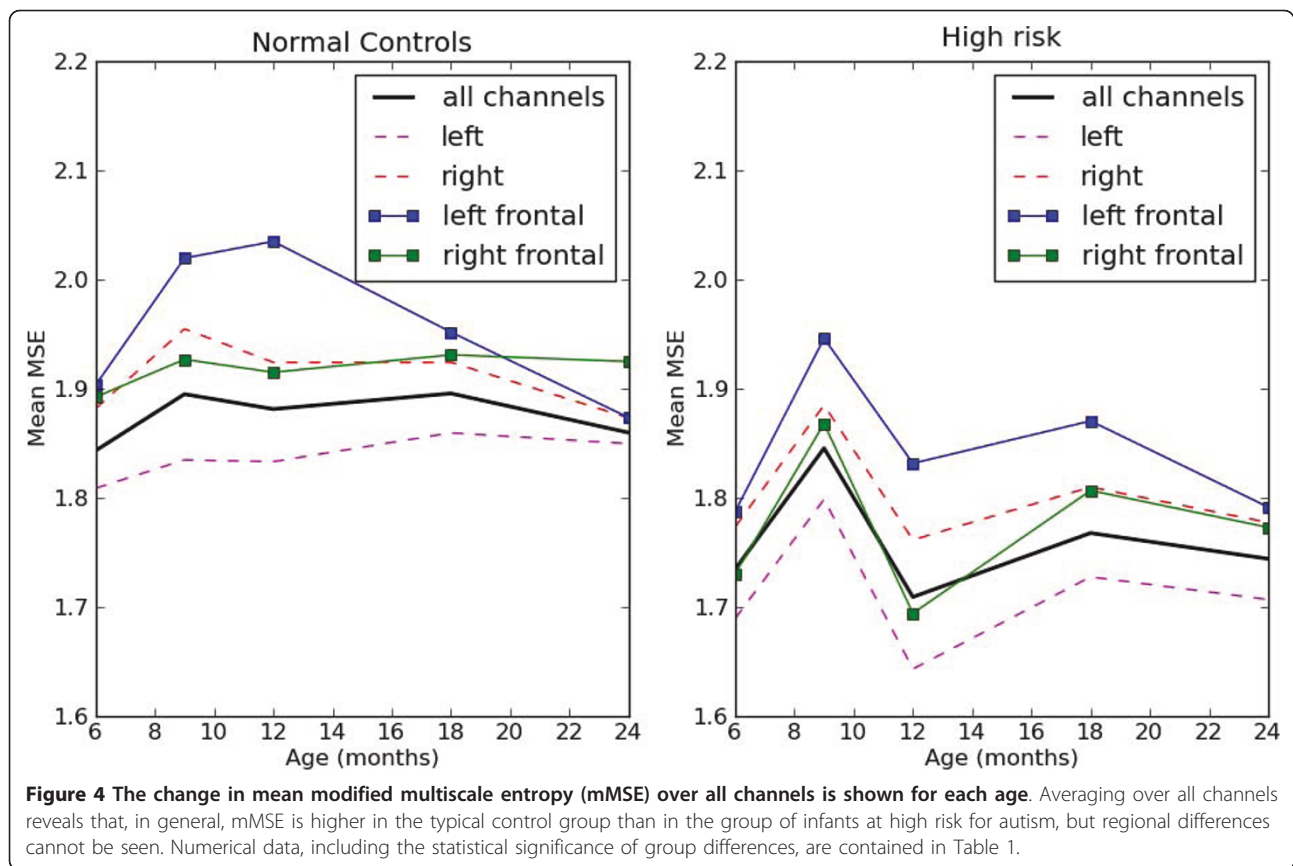 Normal Controls
2.2
2.1
2.0
1.9
1.8
1.7
1.6
Mean MSE
all channels
left
right
left frontal
right frontal
6 8 10 12 14 16 18 20 22 24
Age (months)
High risk
2.2
2.1
2.0
1.9
1.8
1.7
1.6
Mean MSE
all channels
left
right
left frontal
right frontal
6 8 10 12 14 16 18 20 22 24
Age (months)
Figure 4 The change in mean modified multiscale entropy (mMSE) over all channels is shown for each age. Averaging over all channels
reveals that, in general, mMSE is higher in the typical control group than in the group of infants at high risk for autism, but regional differences
cannot be seen. Numerical data, including the statistical significance of group differences, are contained in Table 1.